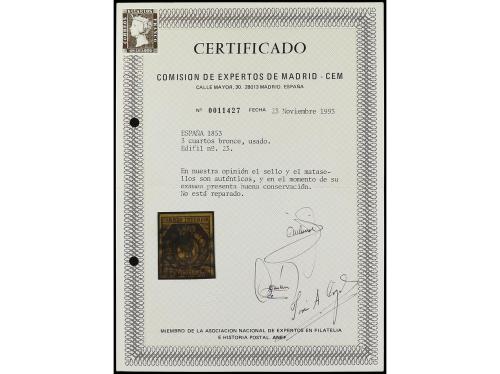 CERTIFICADO
COMISION DE EXPERTOS DE MADRID - CEM
CALLE MAYOR, 30. 28013 MADRID. ESPAÑA
Nº 0011427 FECHA 23 Noviembre 1993
ESPAÑA 1853
3 cuartos bronce, usado.
Edifil nº. 23.
En nuestra opinión el sello y el matase-
llos son auténticos, y en el momento de su
examen presenta buena conservación.
No está reparado.
MIEMBRO DE LA ASOCIACION NACIONAL DE EXPERTOS EN FILATELIA
E HISTORIA POSTAL. ANEF